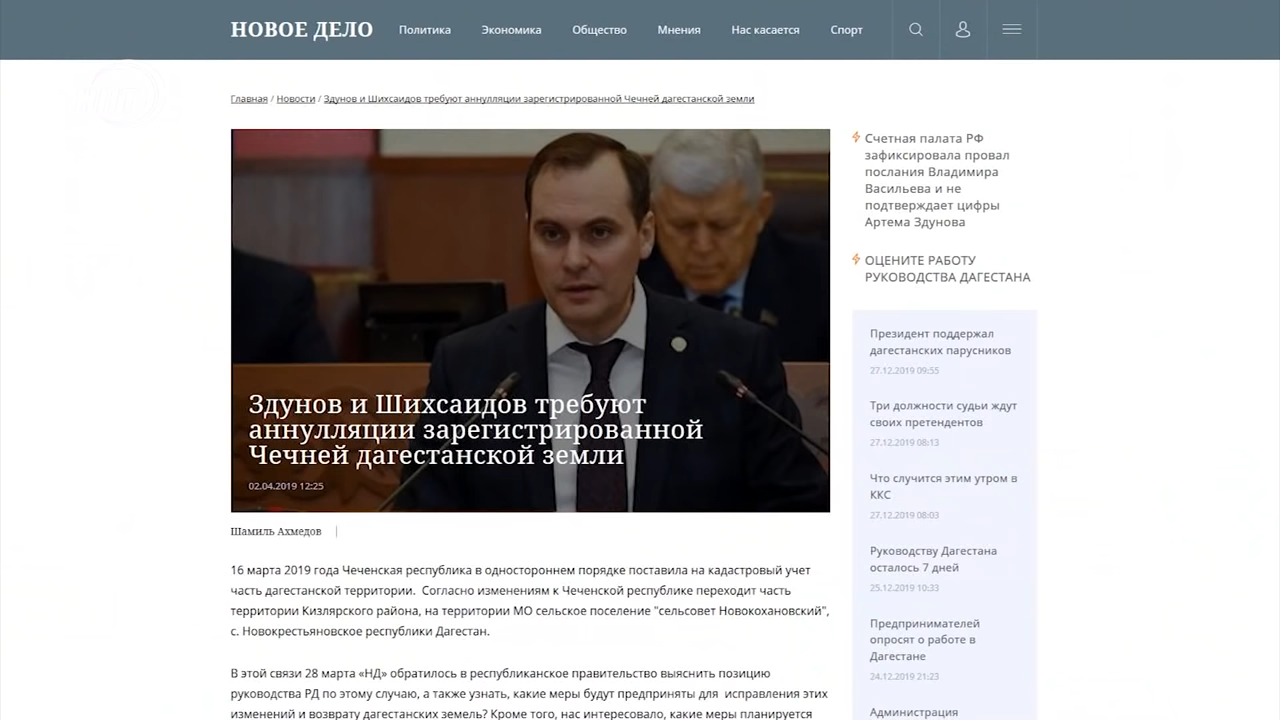 НОВОЕ ДЕЛО
Политика
Экономика
Общество
Мнения
Нас касается
Спорт
Главная / Новости / Здунов и Шихсаидов требуют аннулляции зарегистрированной Чечней дагестанской земли
Здунов и Шихсаидов требуют
аннулляции зарегистрированной
Чечней дагестанской земли
02.04.2019 12:25
Шамиль Ахмедов
16 марта 2019 года Чеченская республика в одностороннем порядке поставила на кадастровый учет
часть дагестанской территории. Согласно изменениям к Чеченской республике переходит часть
территории Кизлярского района, на территории МО сельское поселение "сельсовет Новокохановский",
с. Новокрестьяновское республики Дагестан.
В этой связи 28 марта «НД» обратилось в республиканское правительство выяснить позицию
руководства РД по этому случаю, а также узнать, какие меры будут предприняты для исправления этих
изменений и возврату дагестанских земель? Кроме того, нас интересовало, какие меры планируется
Счетная палата РФ
зафиксировала провал
послания Владимира
Васильева и не
подтверждает цифры
Артема Здунова
ОЦЕНИТЕ РАБОТУ
РУКОВОДСТВА ДАГЕСТАНА
Президент поддержал
дагестанских парусников
27.12.2019 09:55
Три должности судьи ждут
своих претендентов
27.12.2019 08:13
Что случится этим утром в
ККС
27.12.2019 08:03
Руководству Дагестана
осталось 7 дней
25.12.2019 10:33
Предпринимателей
опросят о работе в
Дагестане
24.12.2019 21:23
Администрация